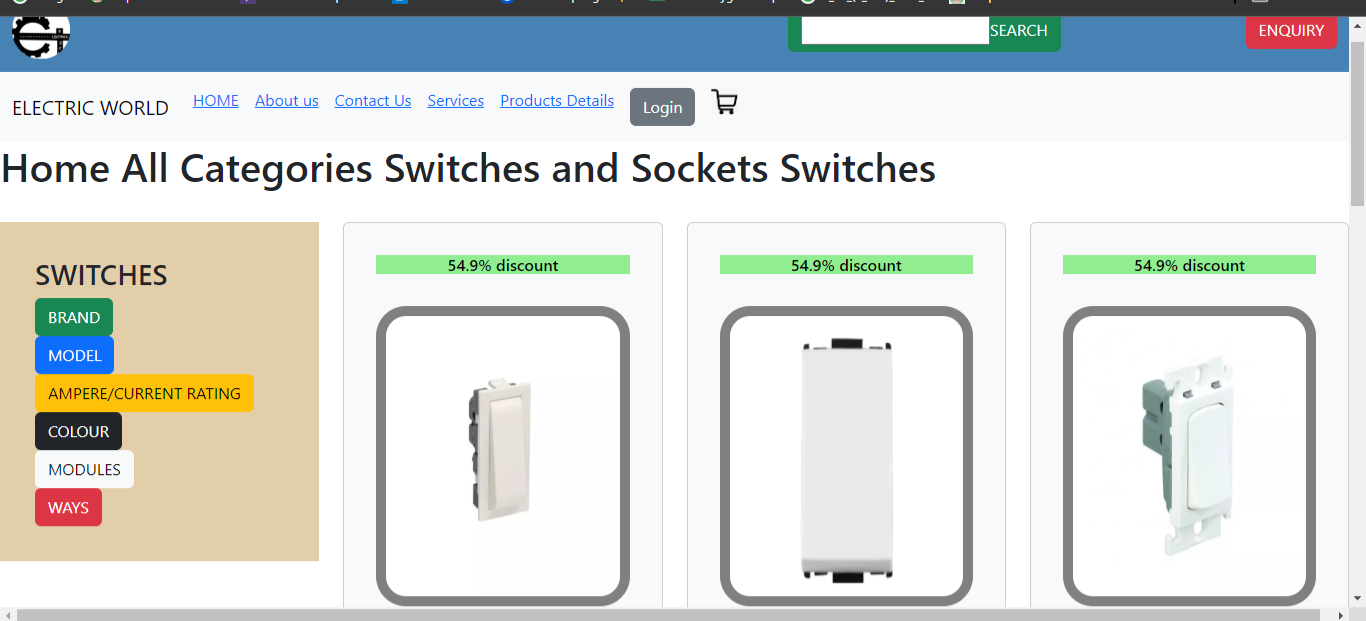 SEARCH
ENQUIRY
ELECTRIC WORLD HOME About us Contact Us Services Products Details Login
Home All Categories Switches and Sockets Switches
SWITCHES
BRAND
MODEL
AMPERE/CURRENT RATING
COLOUR
MODULES
WAYS
54.9% discount
54.9% discount
54.9% discount